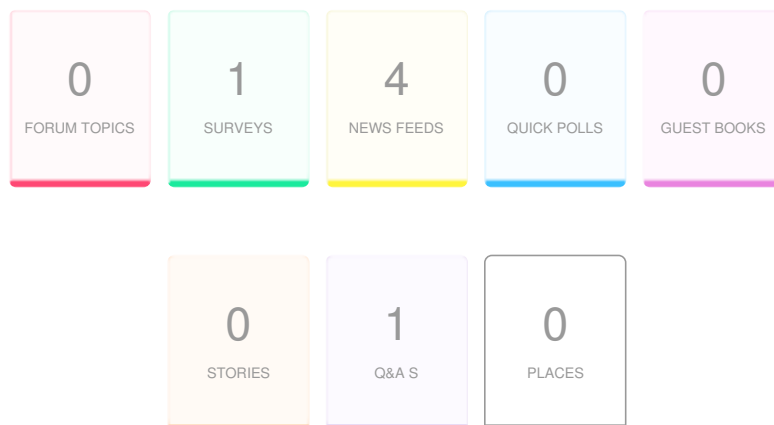 0 1 4 0 0
FORUM TOPICS SURVEYS NEWS FEEDS QUICK POLLS GUEST BOOKS
0 1 0
STORIES Q&A S PLACES